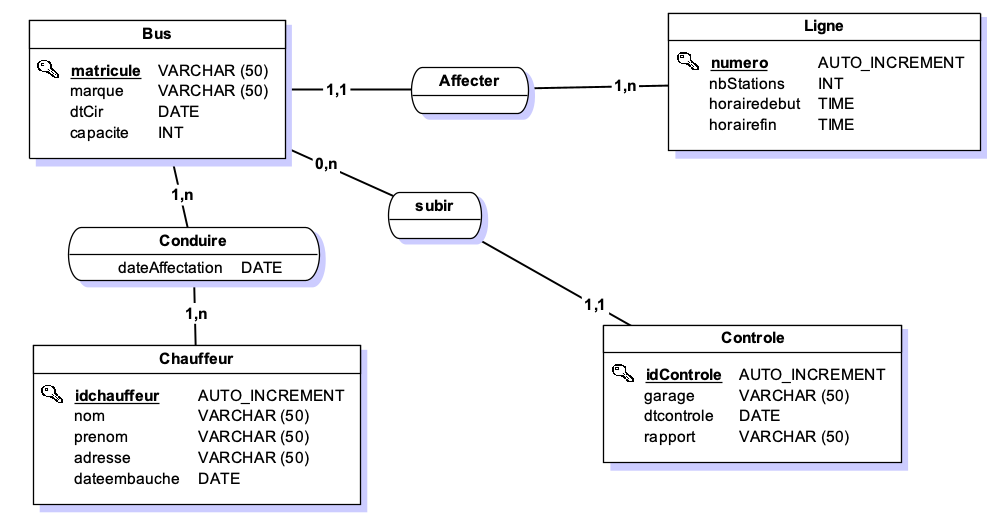 Bus
matricule VARCHAR (50)
marque VARCHAR (50)
dtCir DATE
capacite INT
1,1
Affecter
1,n
Ligne
numero AUTO_INCREMENT
nbStations INT
horairedebut TIME
horairefin TIME
0,n
subir
1,1
1,n
Conduire
dateAffectation DATE
1,n
Chauffeur
idchauffeur AUTO_INCREMENT
nom VARCHAR (50)
prenom VARCHAR (50)
adresse VARCHAR (50)
dateembauche DATE
Controle
idControle AUTO_INCREMENT
garage VARCHAR (50)
dtcontrole DATE
rapport VARCHAR (50)